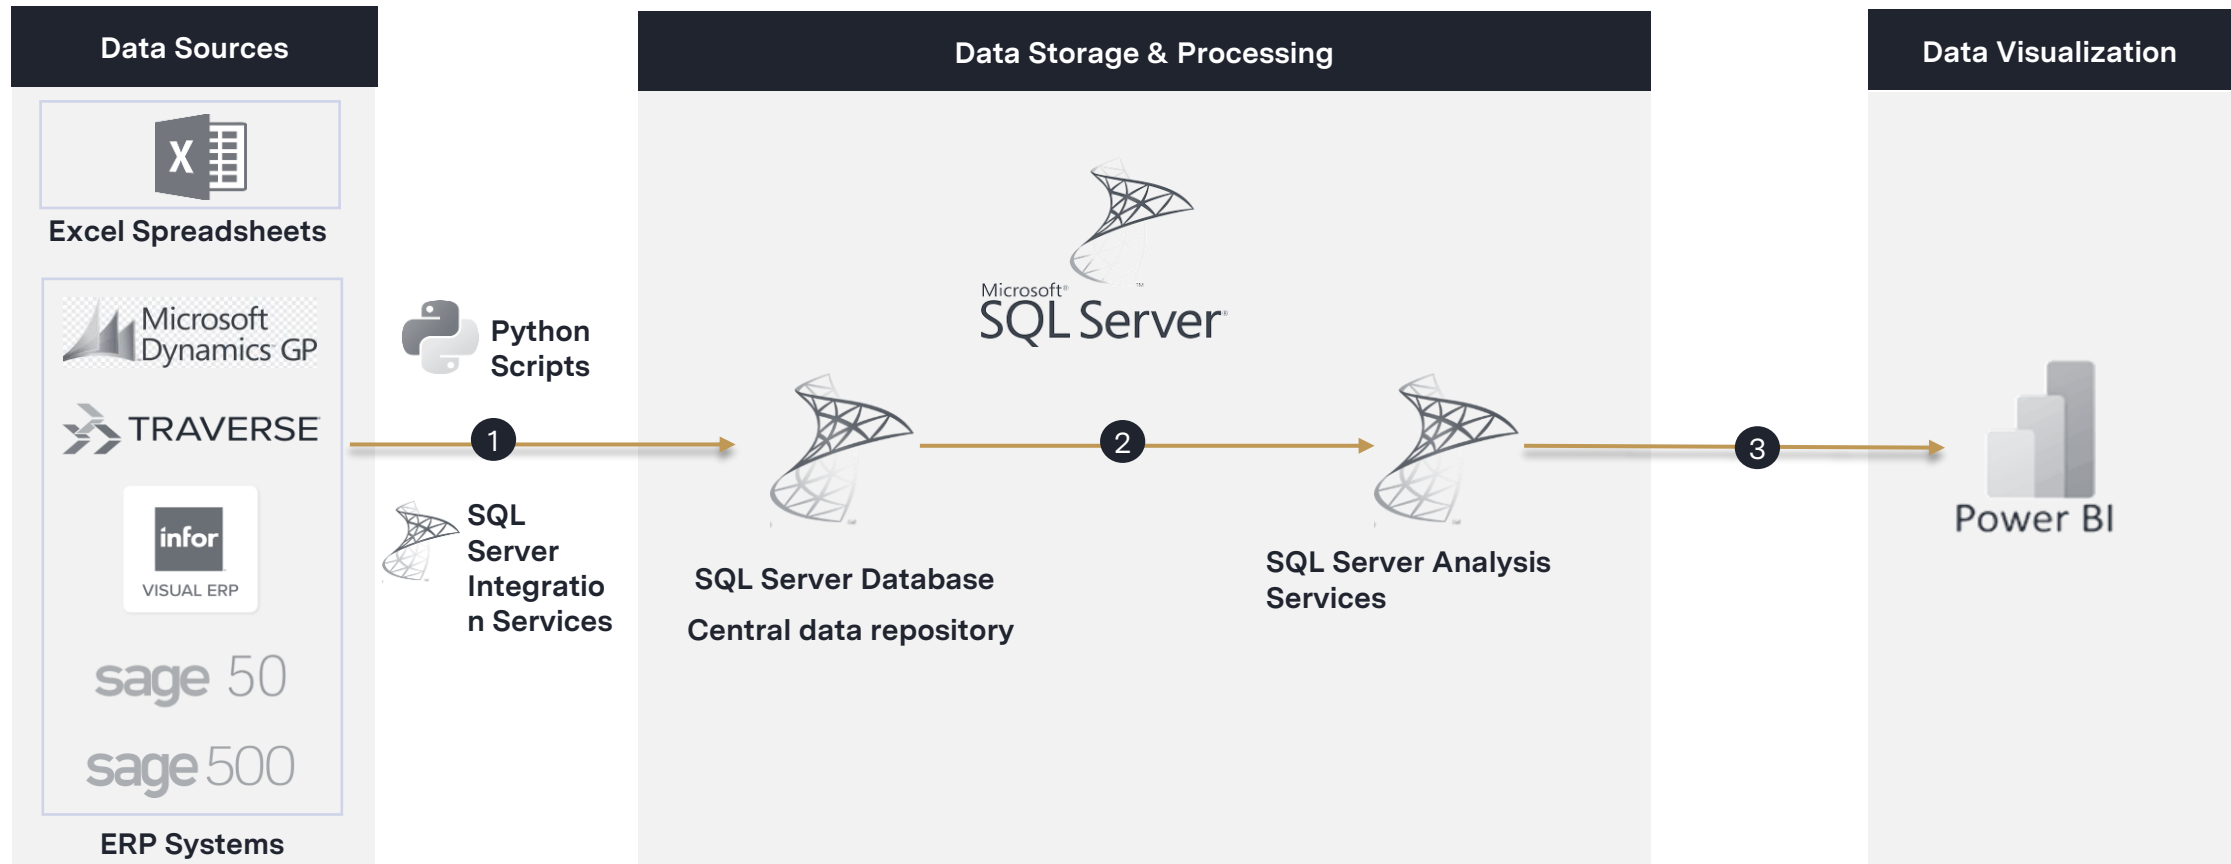 Data Sources
Data Storage & Processing
Data Visualization
X
Excel Spreadsheets
Microsoft
Dynamics GP
TRAVERSE
infor
VISUAL ERP
sage 50
sage 500
ERP Systems
Python
Scripts
1
SQL
Server
Integratio
n Services
Microsoft®
SQL Server®
™
2
SQL Server Database
Central data repository
SQL Server Analysis
Services
3
Power BI